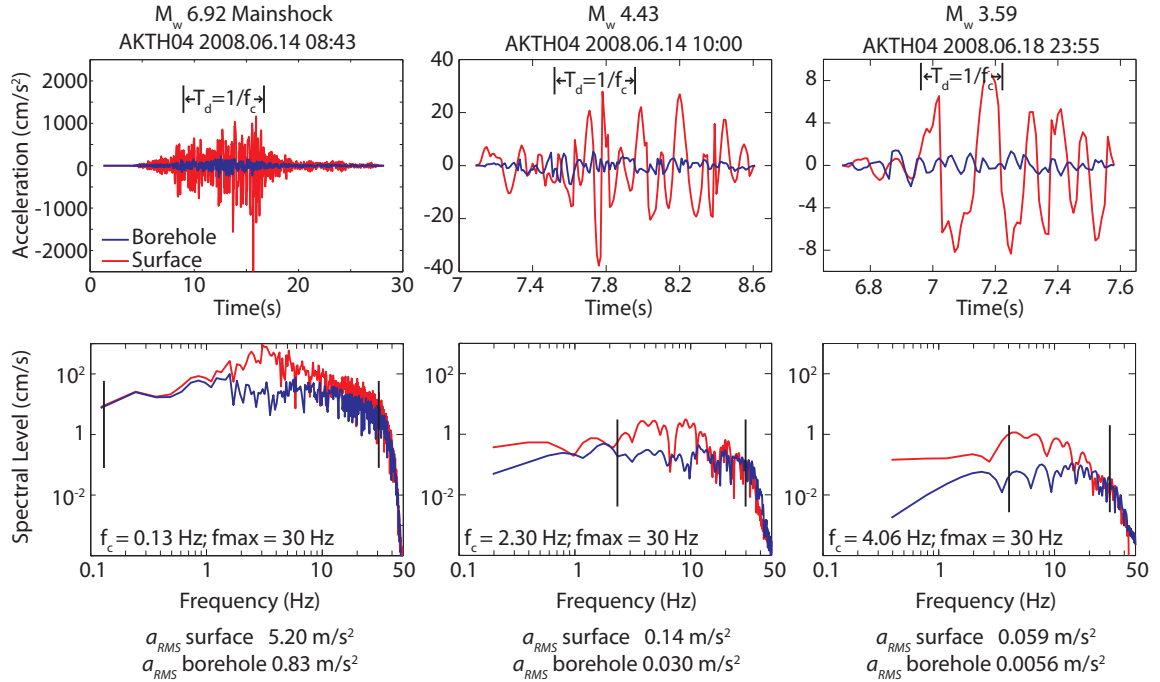 M_w 6.92 Mainshock
AKTH04 2008.06.14 08:43
M_w 4.43
AKTH04 2008.06.14 10:00
M_w 3.59
AKTH04 2008.06.18 23:55
Acceleration (cm/s²)
2000
1000
0
-1000
-2000
T_d=1/f_c
Borehole
Surface
1 10 20 30
Time(s)
40
20
0
-20
-40
T_d=1/f_c
7 7.4 7.8 8.2 8.6
Time(s)
8
4
0
-4
-8
T_d=1/f_c
6.8 7 7.2 7.4 7.6
Time(s)
Spectral Level (cm/s)
10²
1
10⁻²
f_c = 0.13 Hz; fmax = 30 Hz
0.1 1 10 50
Frequency (Hz)
10²
1
10⁻²
f_c = 2.30 Hz; fmax = 30 Hz
0.1 1 10 50
Frequency (Hz)
10²
1
10⁻²
f_c = 4.06 Hz; fmax = 30 Hz
0.1 1 10 50
Frequency (Hz)
a_RMS surface 5.20 m/s²
a_RMS borehole 0.83 m/s²
a_RMS surface 0.14 m/s²
a_RMS borehole 0.030 m/s²
a_RMS surface 0.059 m/s²
a_RMS borehole 0.0056 m/s²